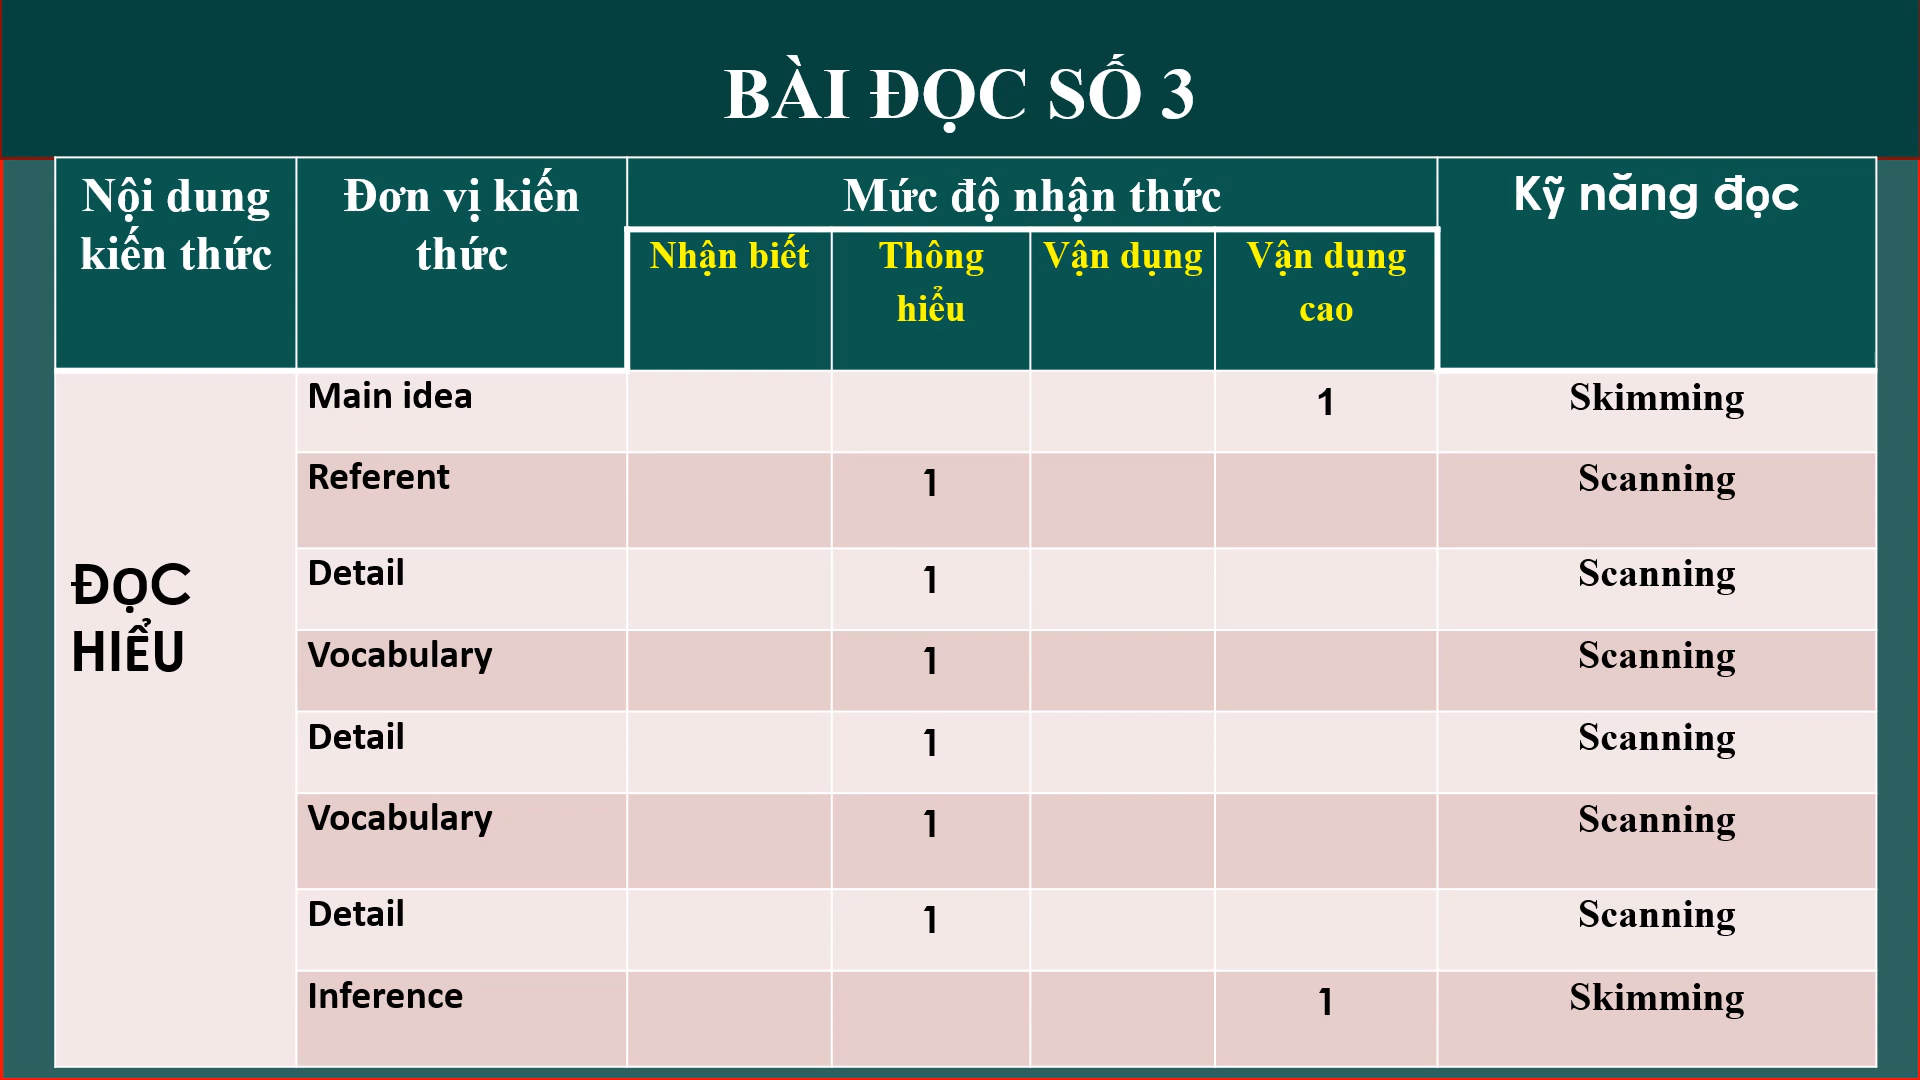 BÀI ĐỌC SỐ 3
Nội dung kiến thức
Đơn vị kiến thức
Mức độ nhận thức
Kỹ năng đọc
Nhận biết
Thông hiểu
Vận dụng
Vận dụng cao
ĐỌC HIỂU
Main idea 1 Skimming
Referent 1 Scanning
Detail 1 Scanning
Vocabulary 1 Scanning
Detail 1 Scanning
Vocabulary 1 Scanning
Detail 1 Scanning
Inference 1 Skimming